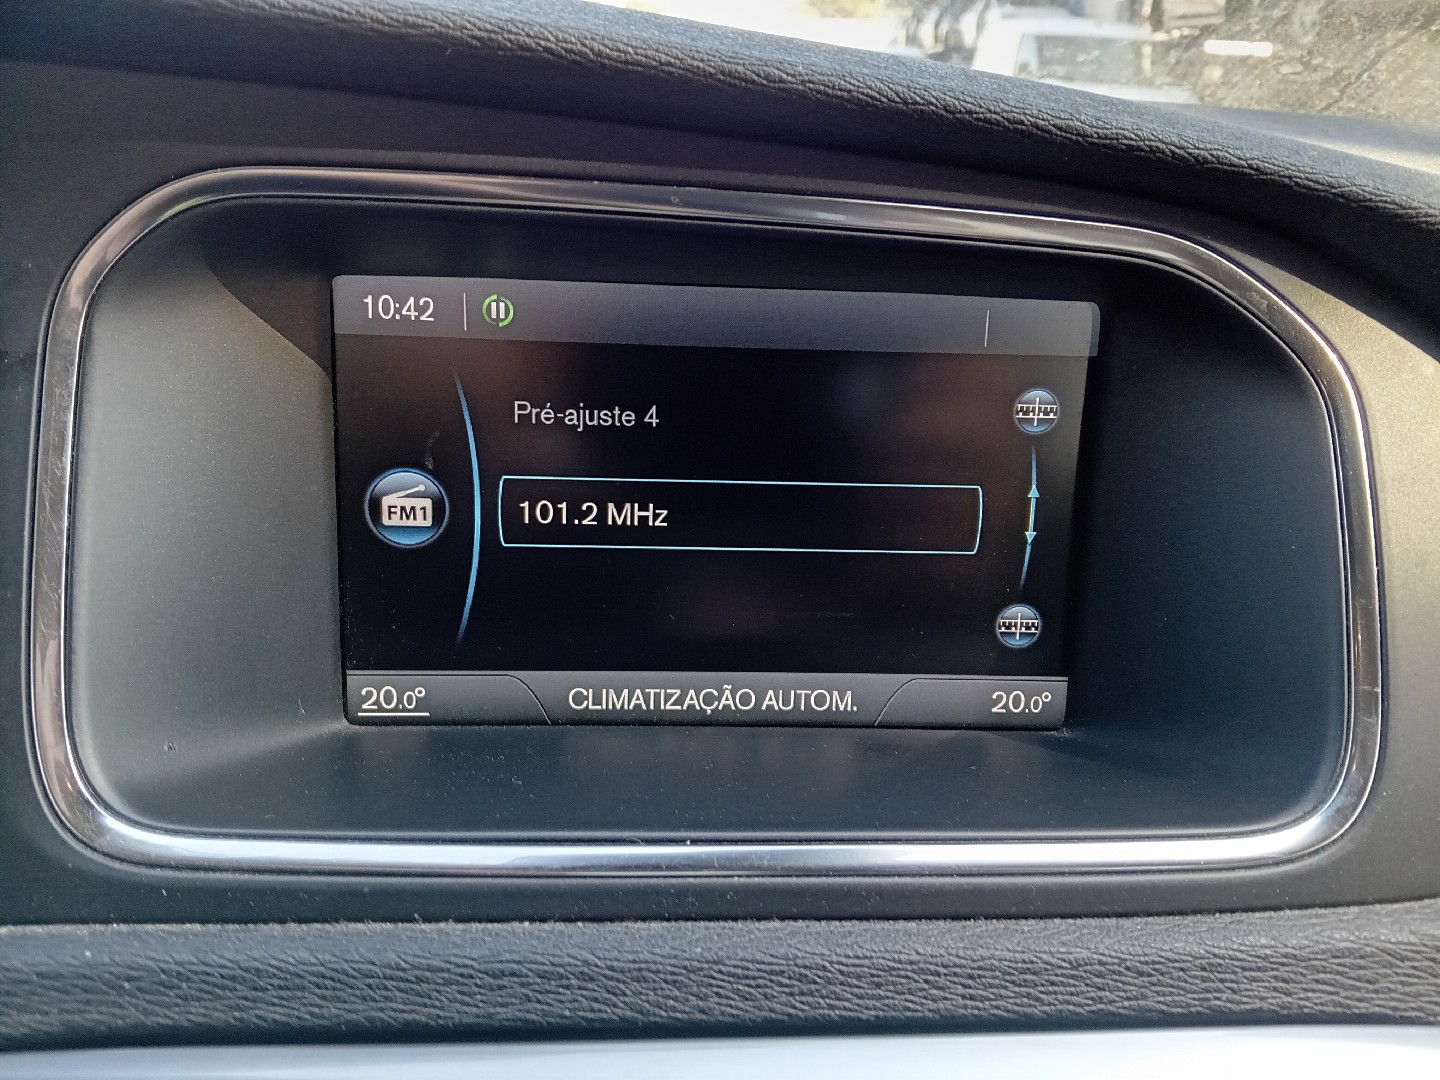 10:42
Pré-ajuste 4
FM1
101.2 MHz
20.0°
CLIMATIZAÇÃO AUTOM.
20.0°